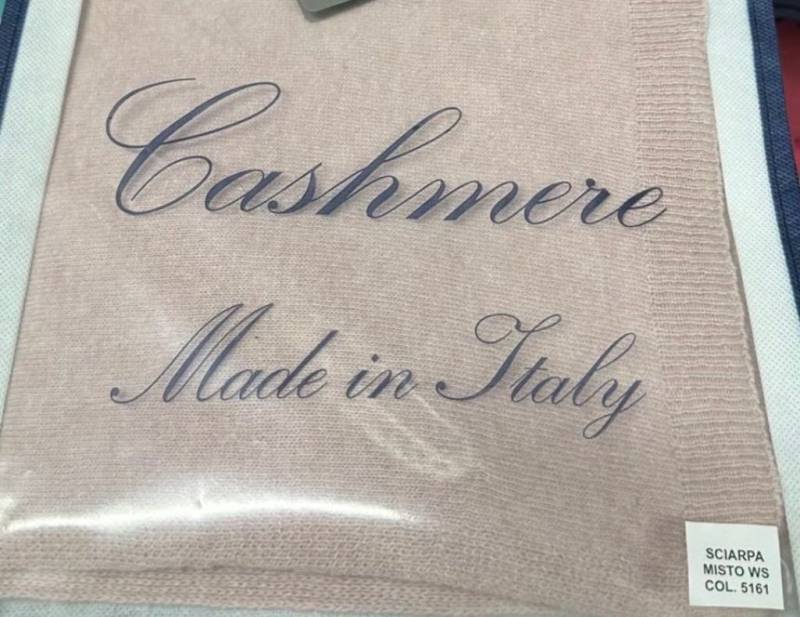 Cashmere
Made in Italy
SCIARPA
MISTO WS
COL. 5161